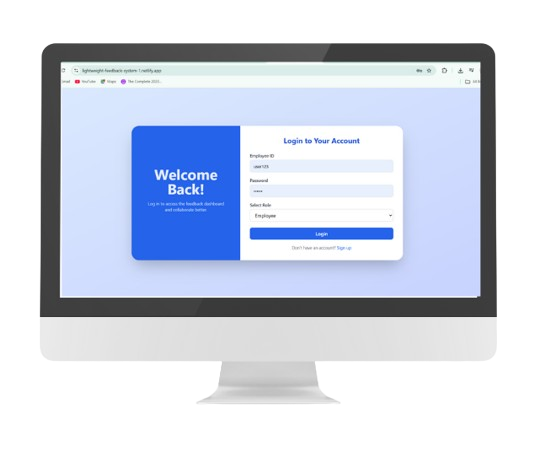 lightweight-feedback-system-1.netlify.app
YouTube Maps The Complete 2023...
Welcome
Back!
Log in to access the feedback dashboard
and collaborate better.
Login to Your Account
Employee ID
user123
Password
•••••
Select Role
Employee
Login
Don't have an account? Sign up